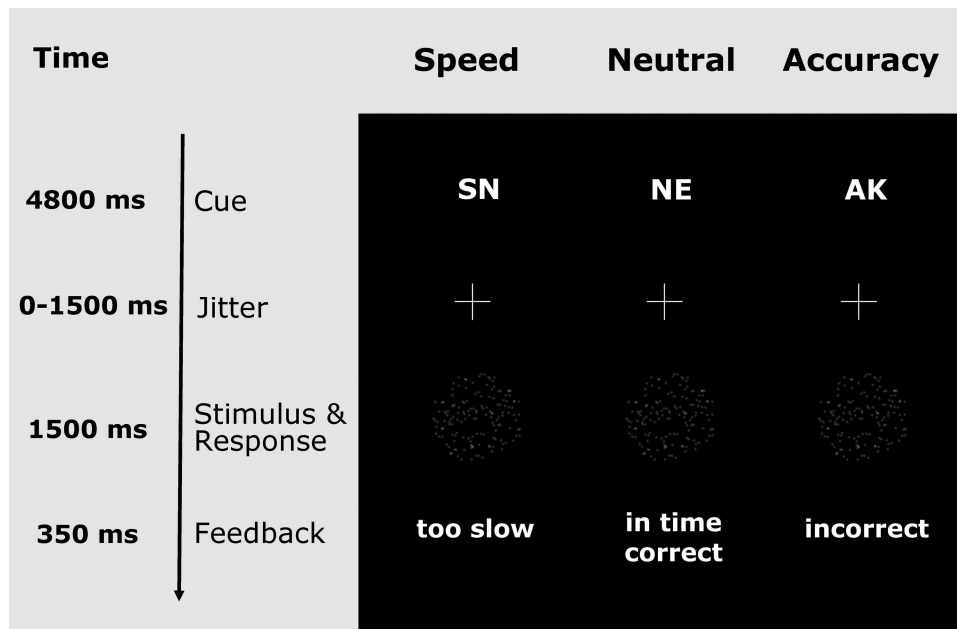 Time Speed Neutral Accuracy
4800 ms Cue SN NE AK
0-1500 ms Jitter
1500 ms Stimulus &
Response
350 ms Feedback too slow in time
correct incorrect